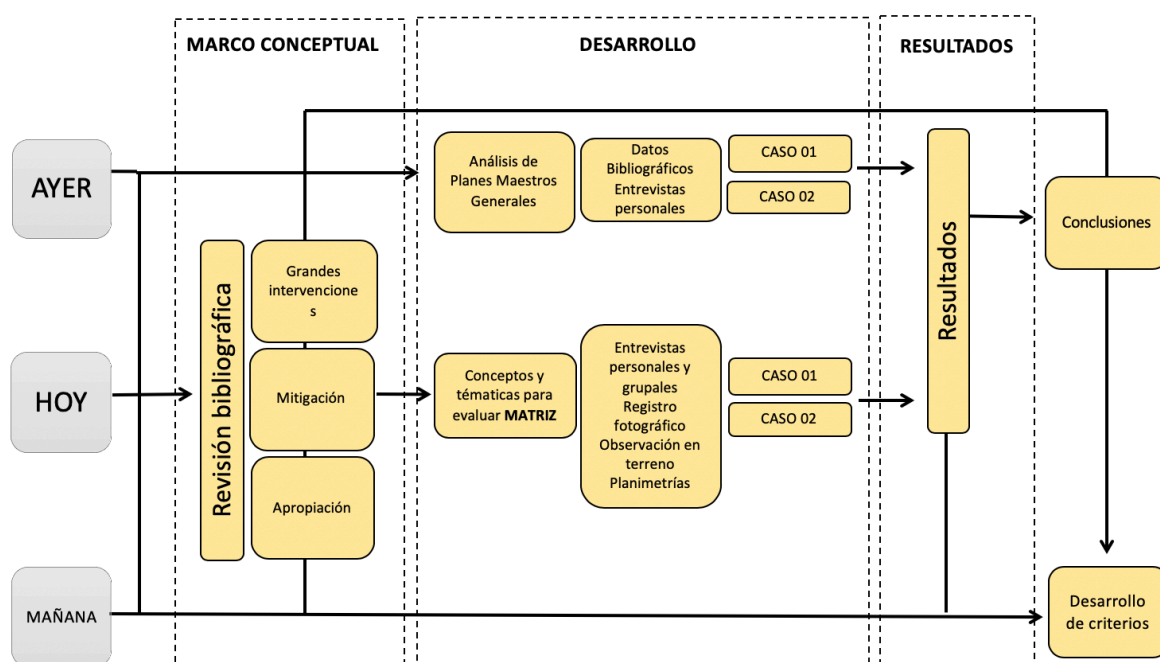 MARCO CONCEPTUAL
DESARROLLO
RESULTADOS
AYER
Análisis de
Planes Maestros
Generales
Datos
Bibliográficos
Entrevistas
personales
CASO 01
CASO 02
HOY
Revisión bibliográfica
Grandes
intervencione
s
Mitigación
Apropiación
Conceptos y
tématicas para
evaluar MATRIZ
Entrevistas
personales y
grupales
Registro
fotográfico
Observación en
terreno
Planimetrías
CASO 01
CASO 02
Resultados
Conclusiones
MAÑANA
Desarrollo
de criterios